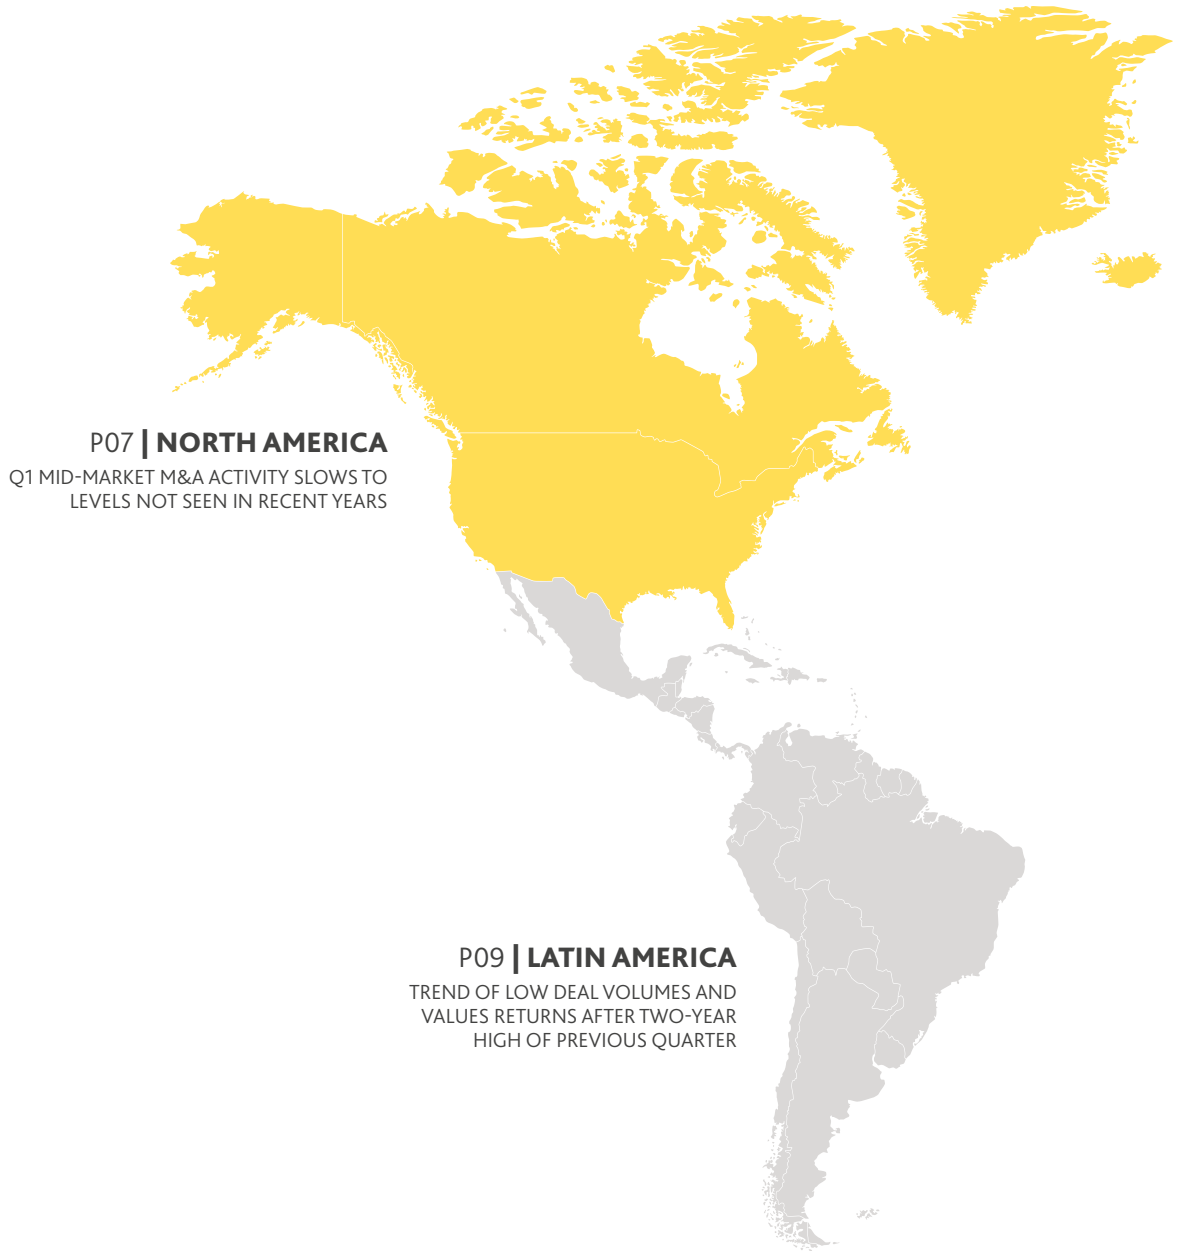 P07 | NORTH AMERICA
Q1 MID-MARKET M&A ACTIVITY SLOWS TO
LEVELS NOT SEEN IN RECENT YEARS
P09 | LATIN AMERICA
TREND OF LOW DEAL VOLUMES AND
VALUES RETURNS AFTER TWO-YEAR
HIGH OF PREVIOUS QUARTER